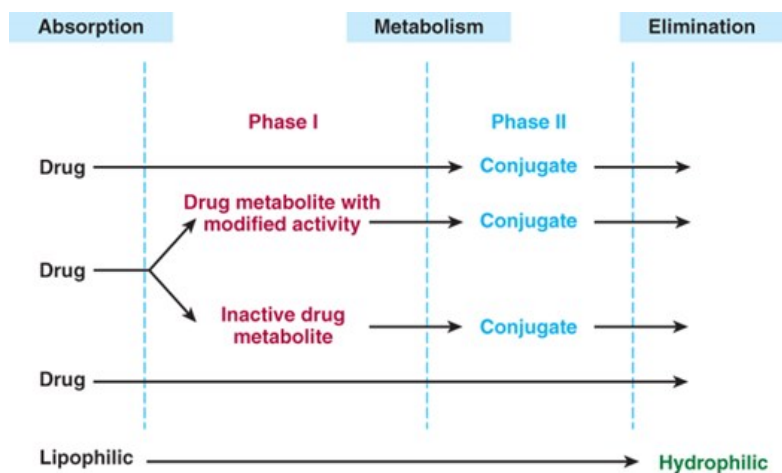 Absorption
Metabolism
Elimination
Phase I
Phase II
Drug
Conjugate
Drug metabolite with
modified activity
Conjugate
Drug
Inactive drug
metabolite
Conjugate
Drug
Lipophilic
Hydrophilic